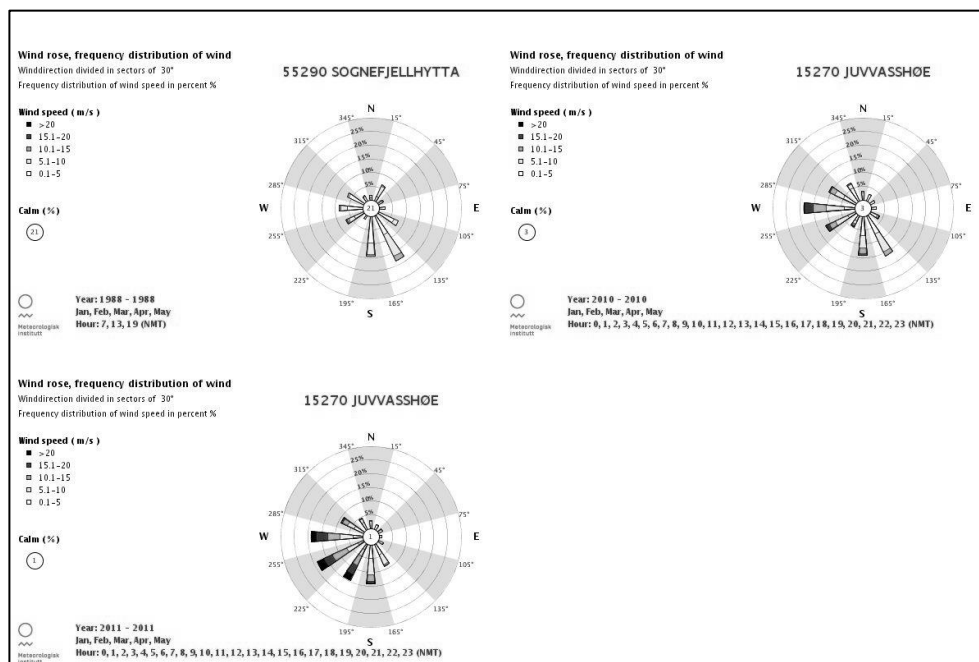 Wind rose, frequency distribution of wind
Winddirection divided in sectors of 30°
Frequency distribution of wind speed in percent %
55290 SOGNEFJELLHYTTA
Wind speed ( m/s )
>20
15.1-20
10.1-15
5.1-10
0.1-5
Calm (%)
21
N
345° 15°
315° 45°
285° 75°
W E
255° 105°
225° 135°
195° 165°
S
25%
20%
15%
10%
5%
21
Year: 1988 - 1988
Jan, Feb, Mar, Apr, May
Hour: 7, 13, 19 (NMT)
Meteorologisk
institutt
Wind rose, frequency distribution of wind
Winddirection divided in sectors of 30°
Frequency distribution of wind speed in percent %
15270 JUVVASSHØE
Wind speed ( m/s )
>20
15.1-20
10.1-15
5.1-10
0.1-5
Calm (%)
3
N
345° 15°
315° 45°
285° 75°
W E
255° 105°
225° 135°
195° 165°
S
25%
20%
15%
10%
5%
3
Year: 2010 - 2010
Jan, Feb, Mar, Apr, May
Hour: 0, 1, 2, 3, 4, 5, 6, 7, 8, 9, 10, 11, 12, 13, 14, 15, 16, 17, 18, 19, 20, 21, 22, 23 (NMT)
Meteorologisk
institutt
Wind rose, frequency distribution of wind
Winddirection divided in sectors of 30°
Frequency distribution of wind speed in percent %
15270 JUVVASSHØE
Wind speed ( m/s )
>20
15.1-20
10.1-15
5.1-10
0.1-5
Calm (%)
1
N
345° 15°
315° 45°
285° 75°
W E
255° 105°
225° 135°
195° 165°
S
25%
20%
15%
10%
5%
1
Year: 2011 - 2011
Jan, Feb, Mar, Apr, May
Hour: 0, 1, 2, 3, 4, 5, 6, 7, 8, 9, 10, 11, 12, 13, 14, 15, 16, 17, 18, 19, 20, 21, 22, 23 (NMT)
Meteorologisk
institutt